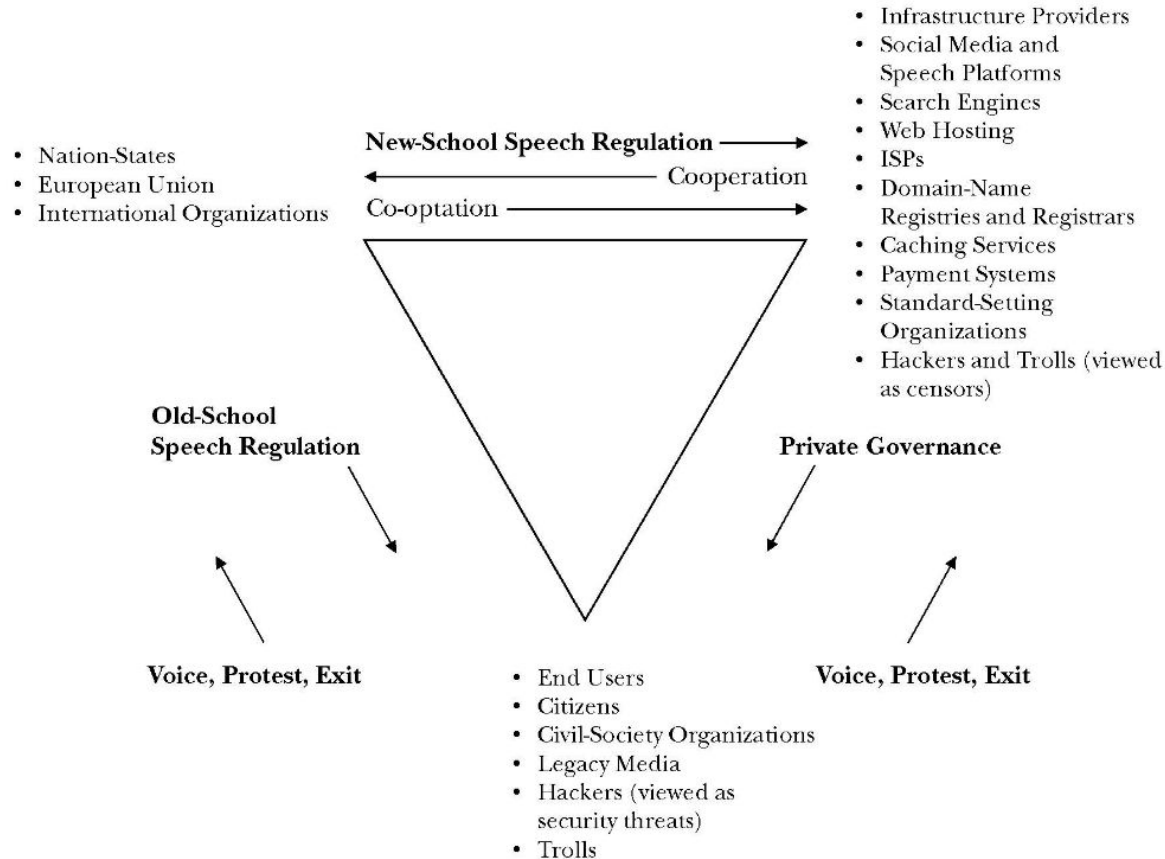 • Infrastructure Providers
• Social Media and
Speech Platforms
• Search Engines
• Web Hosting
• ISPs
• Domain-Name
Registries and Registrars
• Caching Services
• Payment Systems
• Standard-Setting
Organizations
• Hackers and Trolls (viewed
as censors)
New-School Speech Regulation
Cooperation
Co-optation
• Nation-States
• European Union
• International Organizations
Old-School
Speech Regulation
Private Governance
Voice, Protest, Exit
• End Users
• Citizens
• Civil-Society Organizations
• Legacy Media
• Hackers (viewed as
security threats)
• Trolls
Voice, Protest, Exit